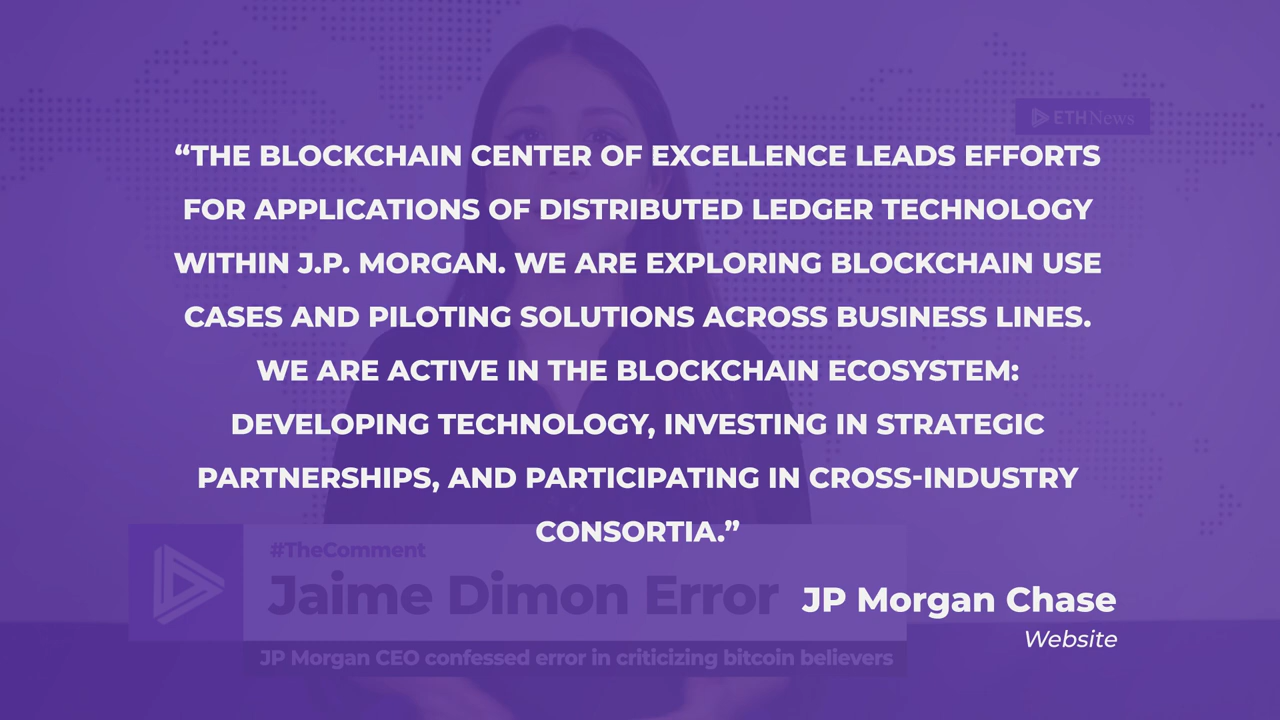 ETHNews
“THE BLOCKCHAIN CENTER OF EXCELLENCE LEADS EFFORTS
FOR APPLICATIONS OF DISTRIBUTED LEDGER TECHNOLOGY
WITHIN J.P. MORGAN. WE ARE EXPLORING BLOCKCHAIN USE
CASES AND PILOTING SOLUTIONS ACROSS BUSINESS LINES.
WE ARE ACTIVE IN THE BLOCKCHAIN ECOSYSTEM:
DEVELOPING TECHNOLOGY, INVESTING IN STRATEGIC
PARTNERSHIPS, AND PARTICIPATING IN CROSS-INDUSTRY
CONSORTIA.”
#TheComment
Jaime Dimon Error
JP Morgan CEO confessed error in criticizing bitcoin believers
JP Morgan Chase
Website